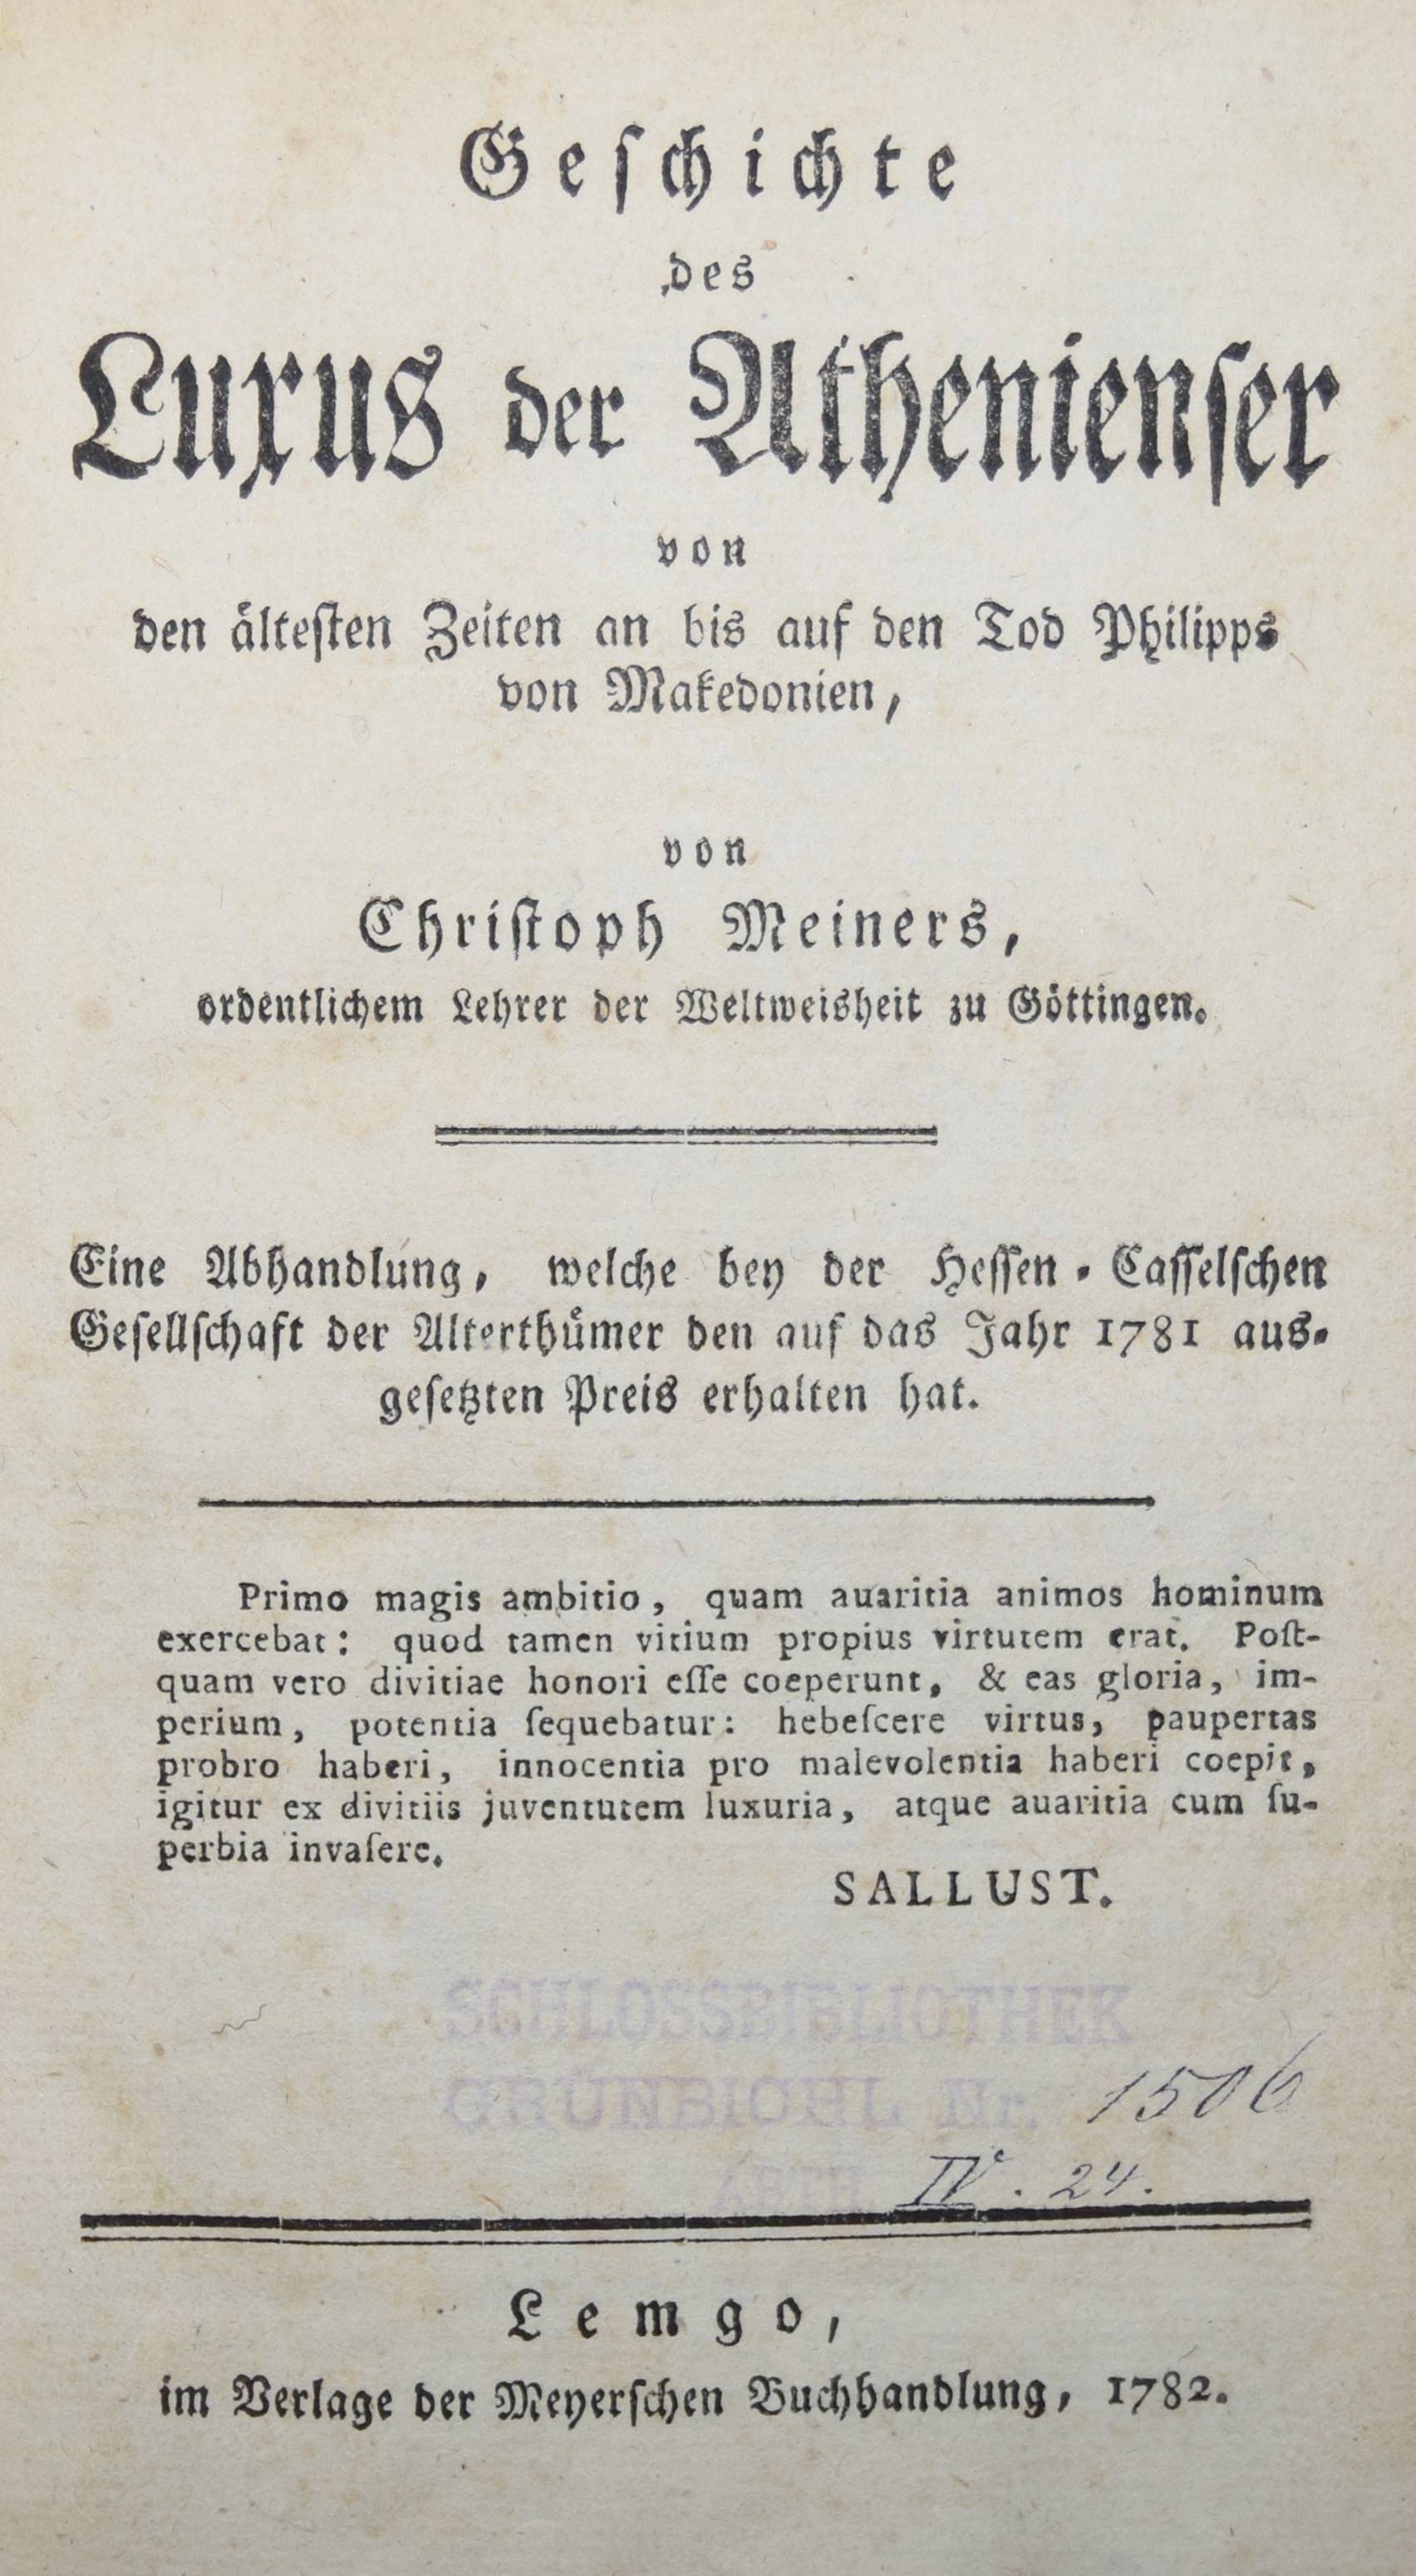 Geſchichte
des
Luxus der Athenienſer
von
den älteſten Zeiten an bis auf den Tod Philipps
von Makedonien,
von
Chriſtoph Meiners,
ordentlichem Lehrer der Weltweisheit zu Göttingen.
Eine Abhandlung, welche bey der Heſſen-Caſſelſchen
Geſellſchaft der Alterthümer den auf das Jahr 1781 aus-
geſetzten Preis erhalten hat.
Primo magis ambitio, quam auaritia animos hominum
exercebat: quod tamen vitium propius virtutem erat. Poſt-
quam vero divitiae honori eſſe coeperunt, & eas gloria, im-
perium, potentia ſequebatur: hebeſcere virtus, paupertas
probro haberi, innocentia pro malevolentia haberi coepit,
igitur ex divitiis juventutem luxuria, atque auaritia cum ſu-
perbia invaſere.
SALLUST.
SCHLOSSBIBLIOTHEK
GRÜNBICHL Nr. 1506
IV. 24.
Lemgo,
im Verlage der Meyerſchen Buchhandlung, 1782.